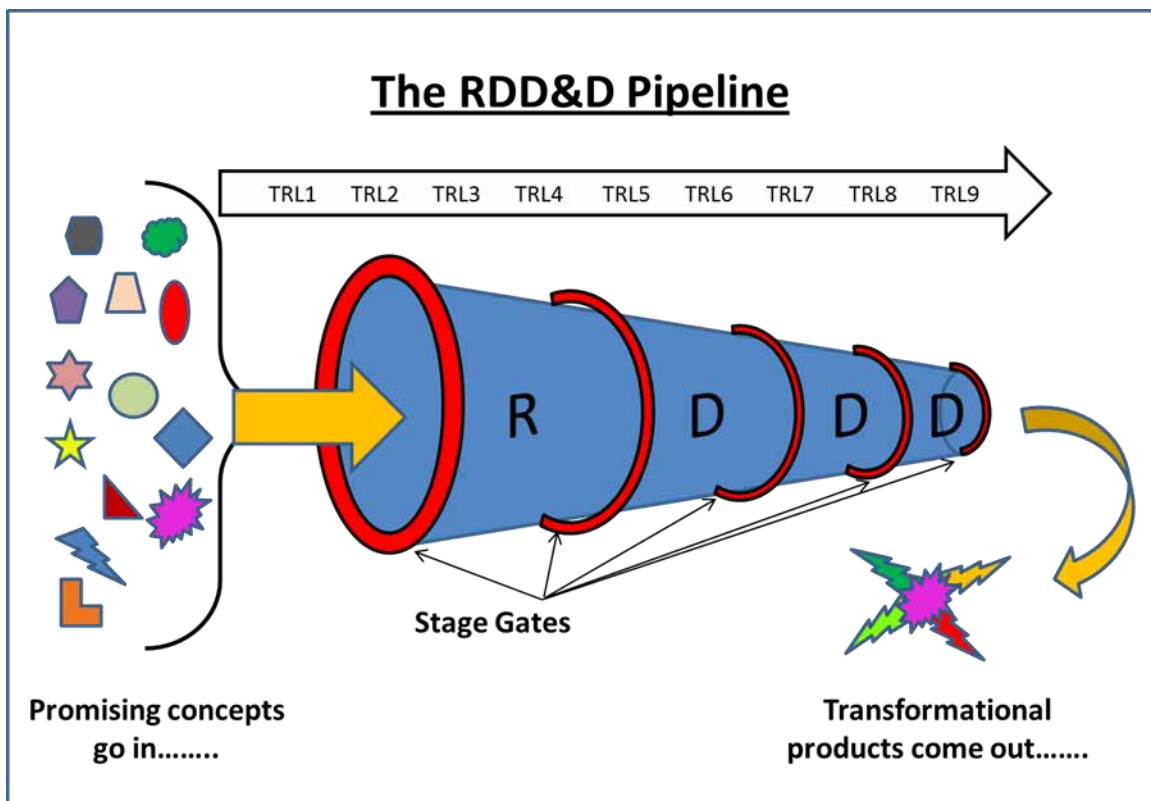 The RDD&D Pipeline
TRL1 TRL2 TRL3 TRL4 TRL5 TRL6 TRL7 TRL8 TRL9
R D D D
Stage Gates
Promising concepts
go in........
Transformational
products come out.......